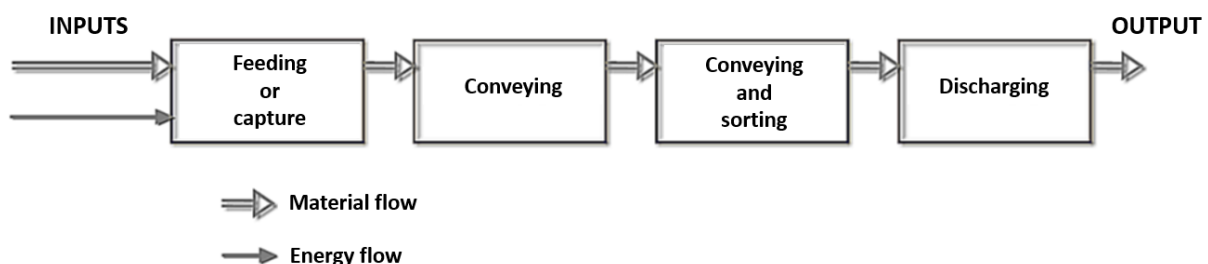 INPUTS
OUTPUT
Feeding
or
capture
Conveying
Conveying
and
sorting
Discharging
Material flow
Energy flow